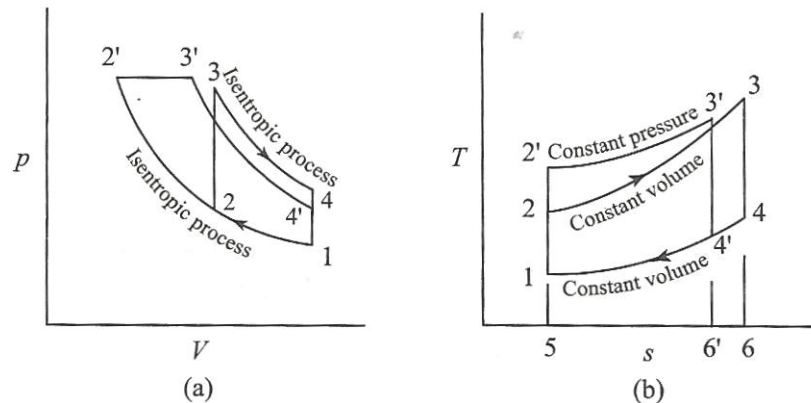 2'
3'
3
Isentropic process
Isentropic process
p
2
4
4'
1
V
(a)
3
3'
2'
Constant pressure
T
2
Constant volume
4
4'
1
Constant volume
5
s
6'
6
(b)